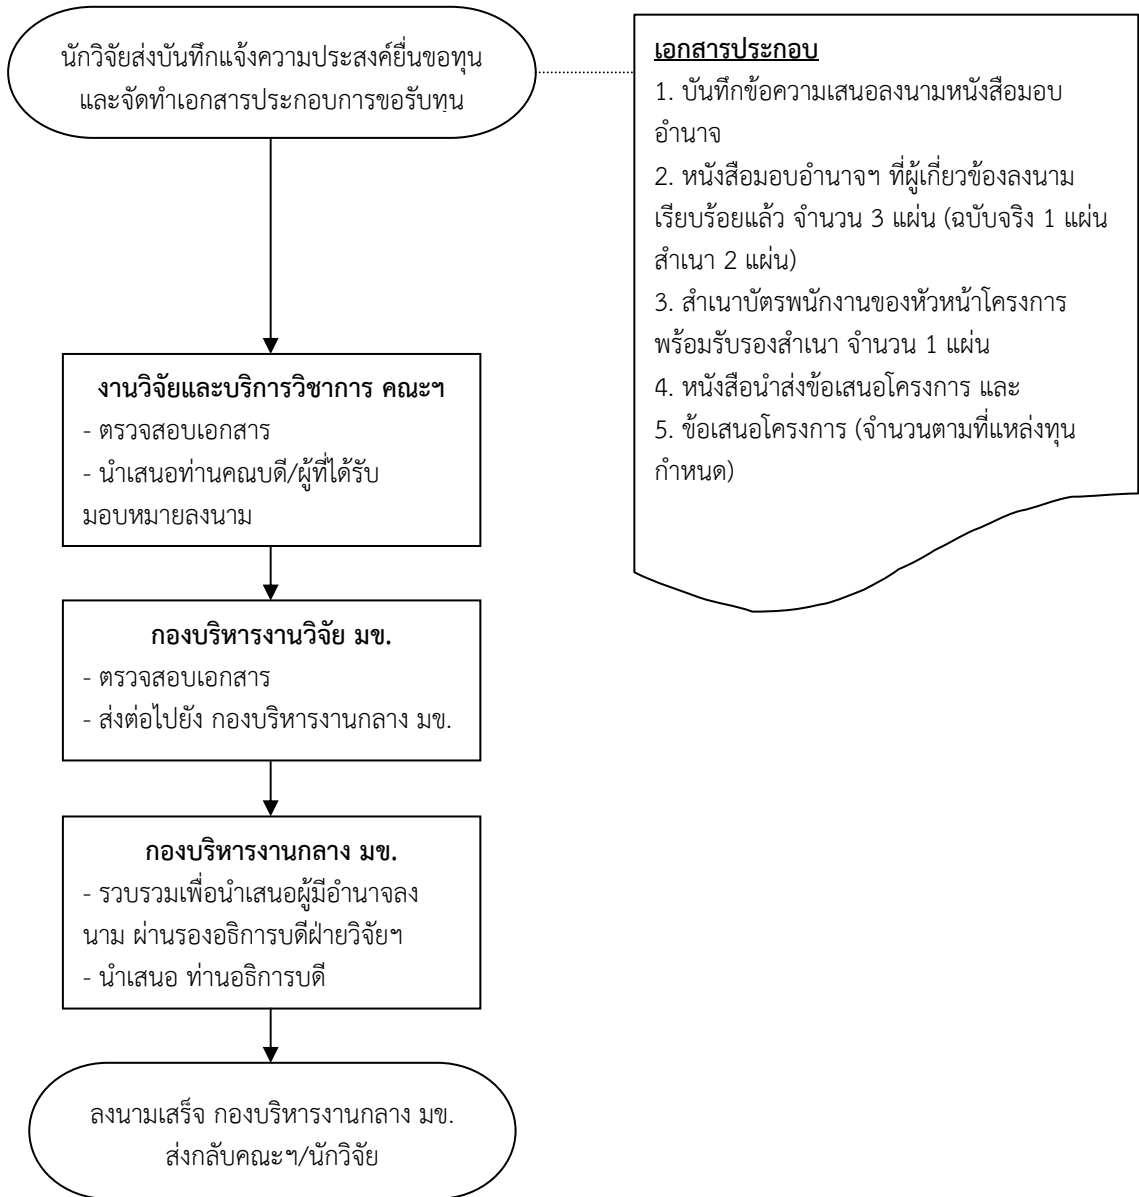 นักวิจัยส่งบันทึกแจ้งความประสงค์ยื่นขอทุน
และจัดทำเอกสารประกอบการขอรับทุน
เอกสารประกอบ
1. บันทึกข้อความเสนอลงนามหนังสือมอบ
อำนาจ
2. หนังสือมอบอำนาจฯ ที่ผู้เกี่ยวข้องลงนาม
เรียบร้อยแล้ว จำนวน 3 แผ่น (ฉบับจริง 1 แผ่น
สำเนา 2 แผ่น)
3. สำเนาบัตรพนักงานของหัวหน้าโครงการ
พร้อมรับรองสำเนา จำนวน 1 แผ่น
4. หนังสือนำส่งข้อเสนอโครงการ และ
5. ข้อเสนอโครงการ (จำนวนตามที่แหล่งทุน
กำหนด)
งานวิจัยและบริการวิชาการ คณะฯ
- ตรวจสอบเอกสาร
- นำเสนอท่านคณบดี/ผู้ที่ได้รับ
มอบหมายลงนาม
กองบริหารงานวิจัย มข.
- ตรวจสอบเอกสาร
- ส่งต่อไปยัง กองบริหารงานกลาง มข.
กองบริหารงานกลาง มข.
- รวบรวมเพื่อนำเสนอผู้มีอำนาจลง
นาม ผ่านรองอธิการบดีฝ่ายวิจัยฯ
- นำเสนอ ท่านอธิการบดี
ลงนามเสร็จ กองบริหารงานกลาง มข.
ส่งกลับคณะฯ/นักวิจัย